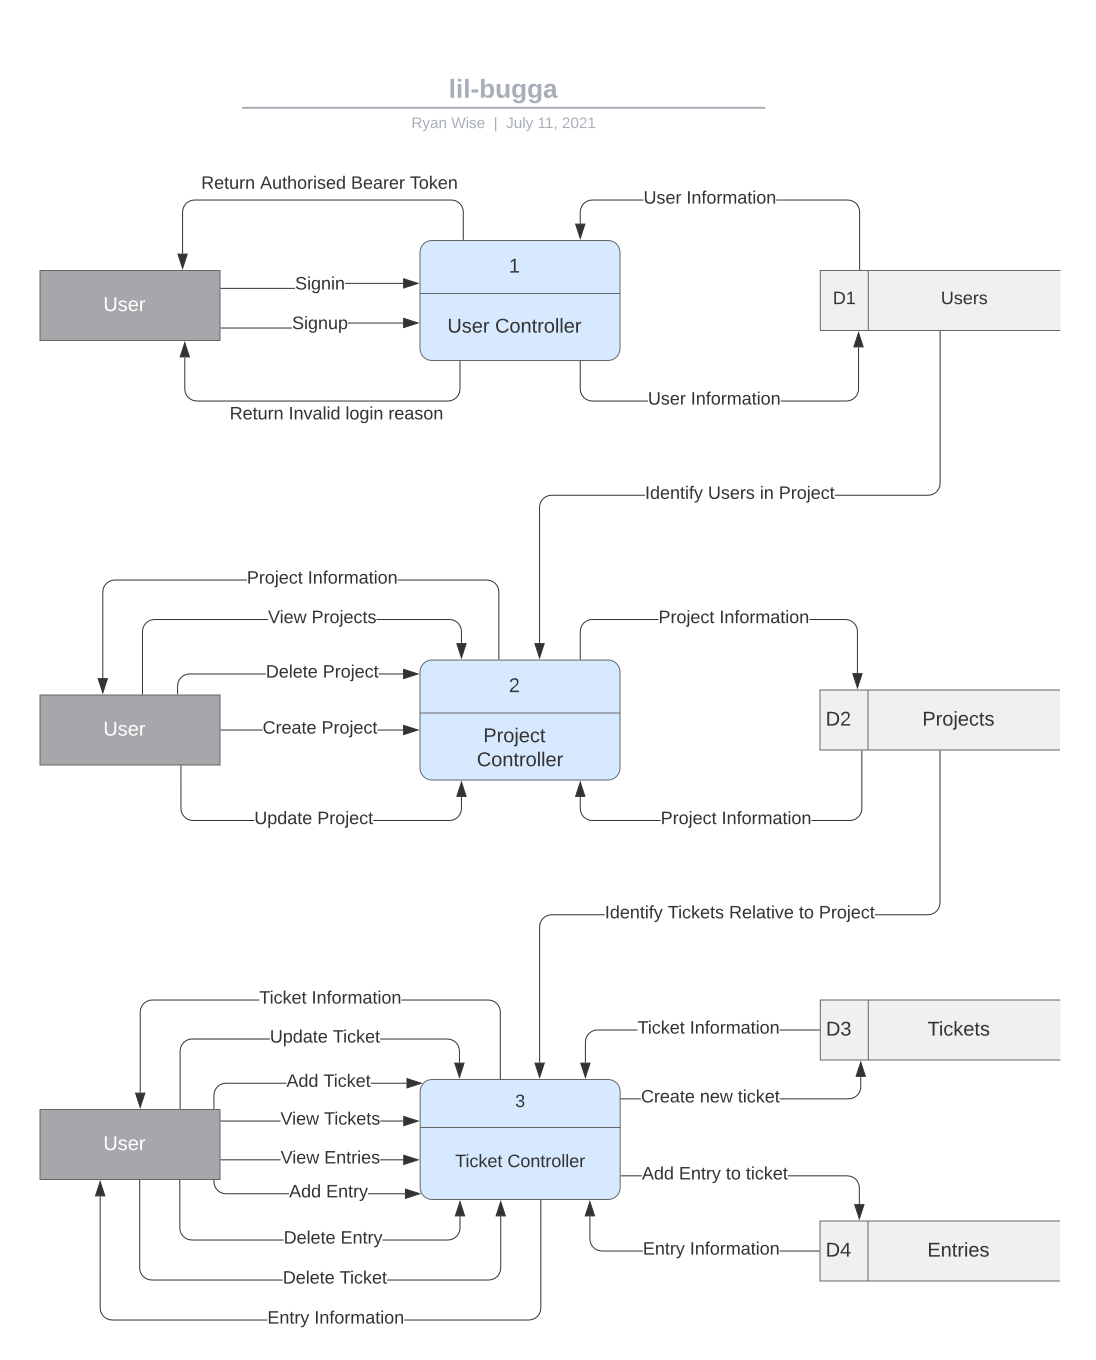 lil-bugga
Ryan Wise | July 11, 2021
Return Authorised Bearer Token
User Information
User
Signin
Signup
1
User Controller
D1
Users
Return Invalid login reason
User Information
Identify Users in Project
Project Information
View Projects
Delete Project
Create Project
Update Project
User
2
Project
Controller
Project Information
D2
Projects
Project Information
Identify Tickets Relative to Project
Ticket Information
Update Ticket
Add Ticket
View Tickets
View Entries
Add Entry
Delete Entry
Delete Ticket
Entry Information
User
3
Ticket Controller
Ticket Information
D3
Tickets
Create new ticket
Add Entry to ticket
Entry Information
D4
Entries